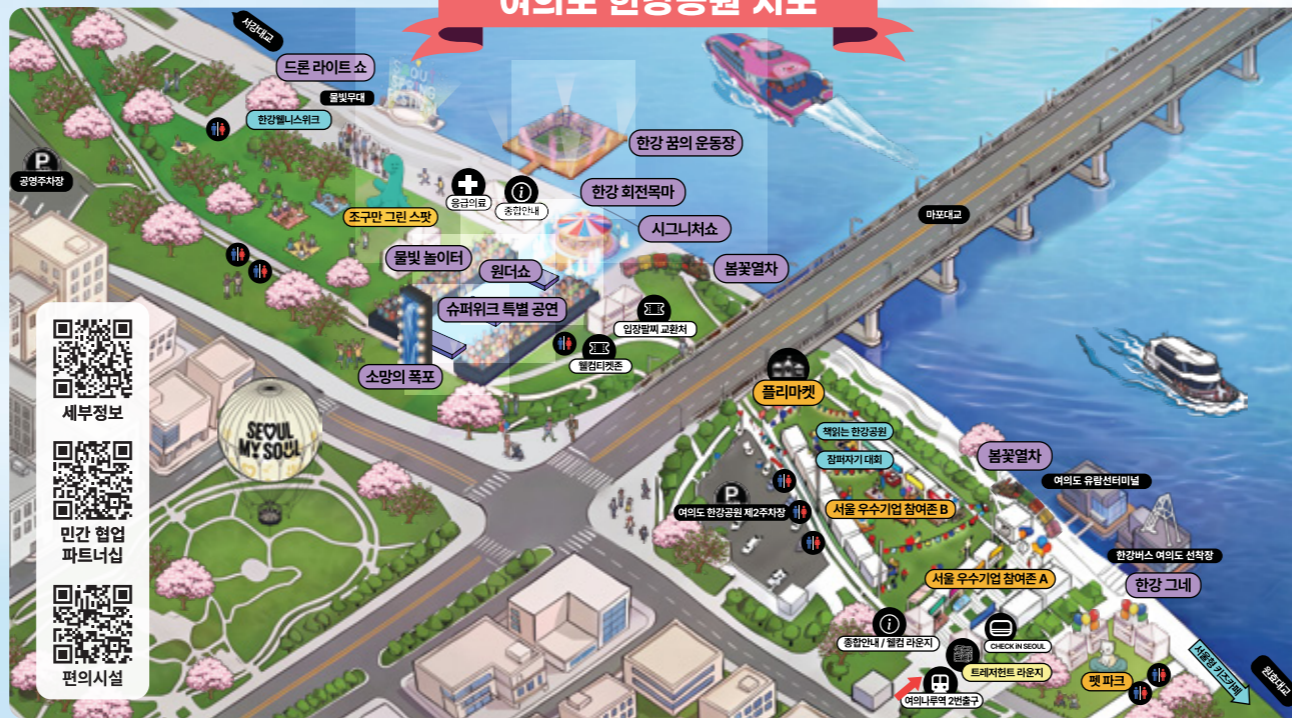 여의도 한강공원 지도
서강대교
드론 라이트 쇼
물빛무대
한강웰니스위크
P
공영주차장
조구만 그린 스팟
응급의료
종합안내
한강 꿈의 운동장
한강 회전목마
시그니처쇼
마포대교
물빛 놀이터
원더쇼
봄꽃열차
슈퍼위크 특별 공연
입장팔찌 교환처
웰컴티켓존
소망의 폭포
세부정보
민간 협업
파트너십
편의시설
SEOUL
MY SOUL
플리마켓
책읽는 한강공원
잠퍼자기 대회
봄꽃열차
여의도 유람선터미널
P
여의도 한강공원 제2주차장
서울 우수기업 참여존 B
한강버스 여의도 선착장
서울 우수기업 참여존 A
한강 그네
종합안내 / 웰컴 라운지
CHECK IN SEOUL
트레저헌트 라운지
펫 파크
여의나루역 2번출구
서울형 키즈카페
원효대교